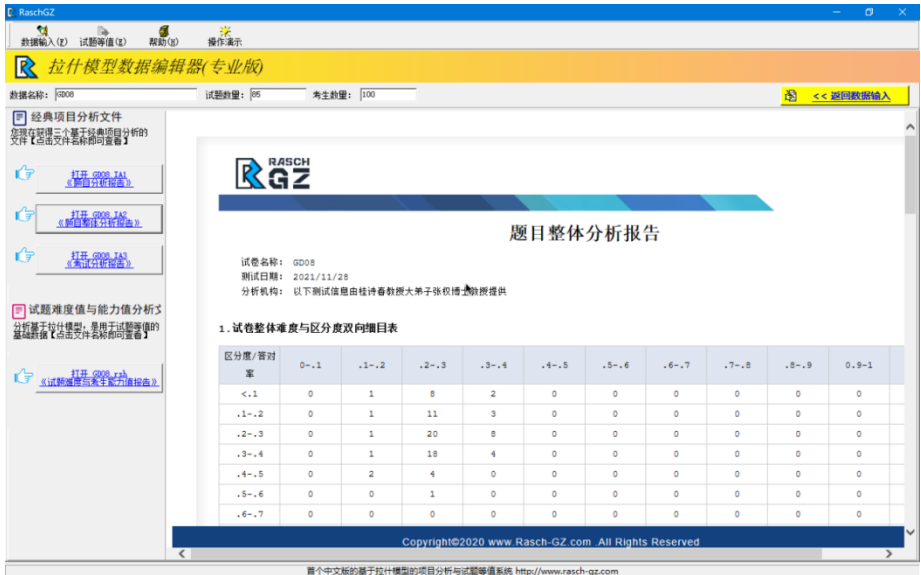 RaschGZ
数据输入(Z) 试题等值(E) 帮助(H) 操作演示
拉什模型数据编辑器(专业版)
数据名称: GD08 试题数量: 85 考生数量: 100 << 返回数据输入
经典项目分析文件
您现在获得三个基于经典项目分析的
文件【点击文件名称即可查看】
打开 GD08.IA1
《题目分析报告》
打开 GD08.IA2
《题目整体分析报告》
打开 GD08.IA3
《考试分析报告》
试题难度值与能力值分析文
分析基于拉什模型，是用于试题等值的
基础数据【点击文件名称即可查看】
打开 GD08.rsh
《试题难度与考生能力值报告》
RASCH
GZ
题目整体分析报告
试卷名称: GD08
测试日期: 2021/11/28
分析机构: 以下测试信息由桂诗春教授大弟子张权博士教授提供
1.试卷整体难度与区分度双向细目表
区分度/答对率 0-.1 .1-.2 .2-.3 .3-.4 .4-.5 .5-.6 .6-.7 .7-.8 .8-.9 0.9-1
<.1 0 1 8 2 0 0 0 0 0 0
.1-.2 0 1 11 3 0 0 0 0 0 0
.2-.3 0 1 20 8 0 0 0 0 0 0
.3-.4 0 1 18 4 0 0 0 0 0 0
.4-.5 0 2 4 0 0 0 0 0 0 0
.5-.6 0 0 1 0 0 0 0 0 0 0
.6-.7 0 0 0 0 0 0 0 0 0 0
Copyright©2020 www.Rasch-GZ.com .All Rights Reserved
首个中文版的基于拉什模型的项目分析与试题等值系统 http://www.rasch-gz.com